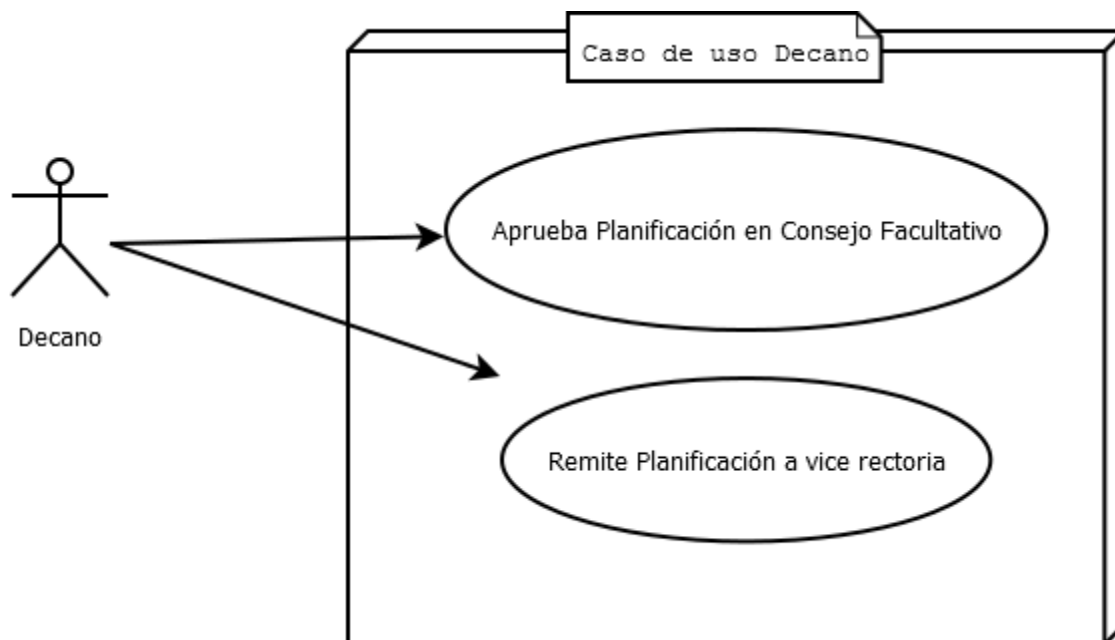 Caso de uso Decano
Aprueba Planificación en Consejo Facultativo
Decano
Remite Planificación a vice rectoria